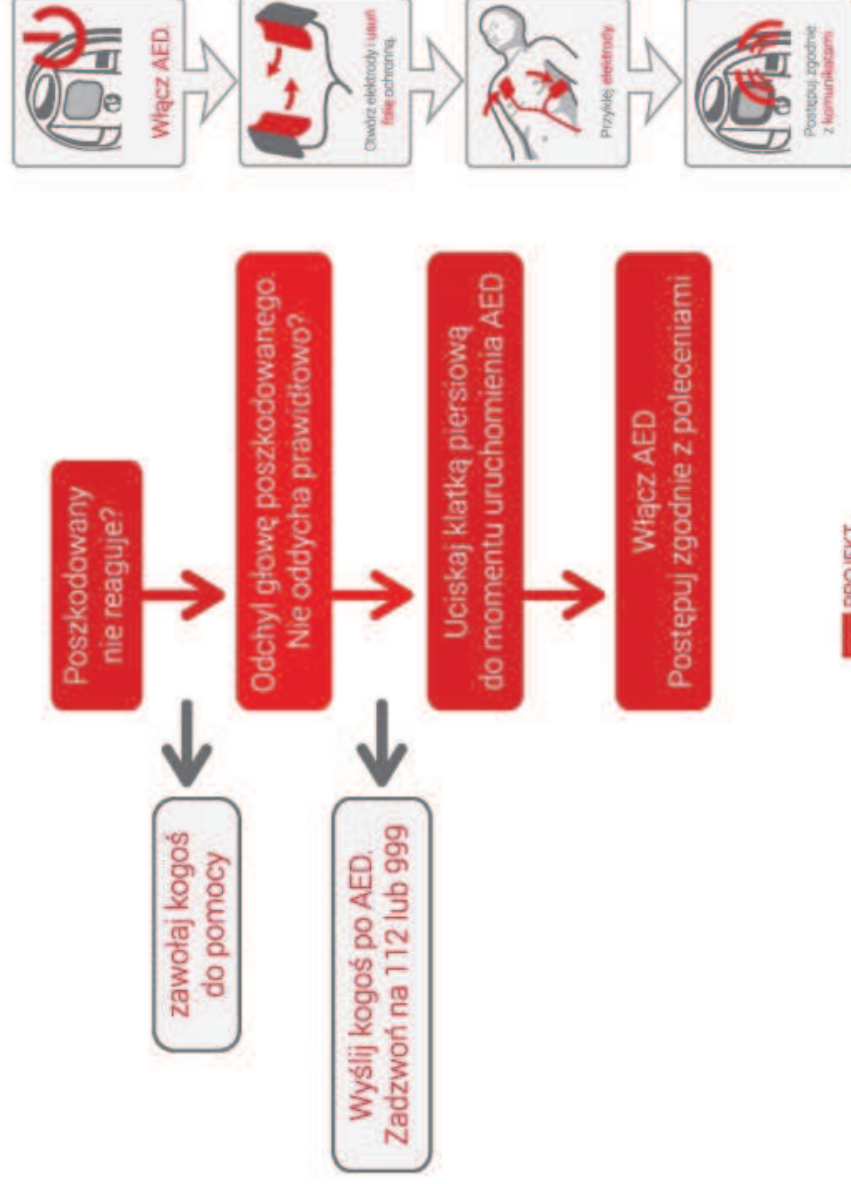 Poszkodowany
nie reaguje?
zawołaj kogoś
do pomocy
Odchyl głowę poszkodowanego.
Nie oddycha prawidłowo?
Wyślij kogoś po AED.
Zadzwoń na 112 lub 999
Uciskaj klatką piersiową
do momentu uruchomienia AED
Włącz AED
Postępuj zgodnie z poleceniami
Włącz AED.
Otwórz elektrody i usuń
folię ochronną.
Przyklej elektrody.
Postępuj zgodnie
z komunikatami
PROJEKT